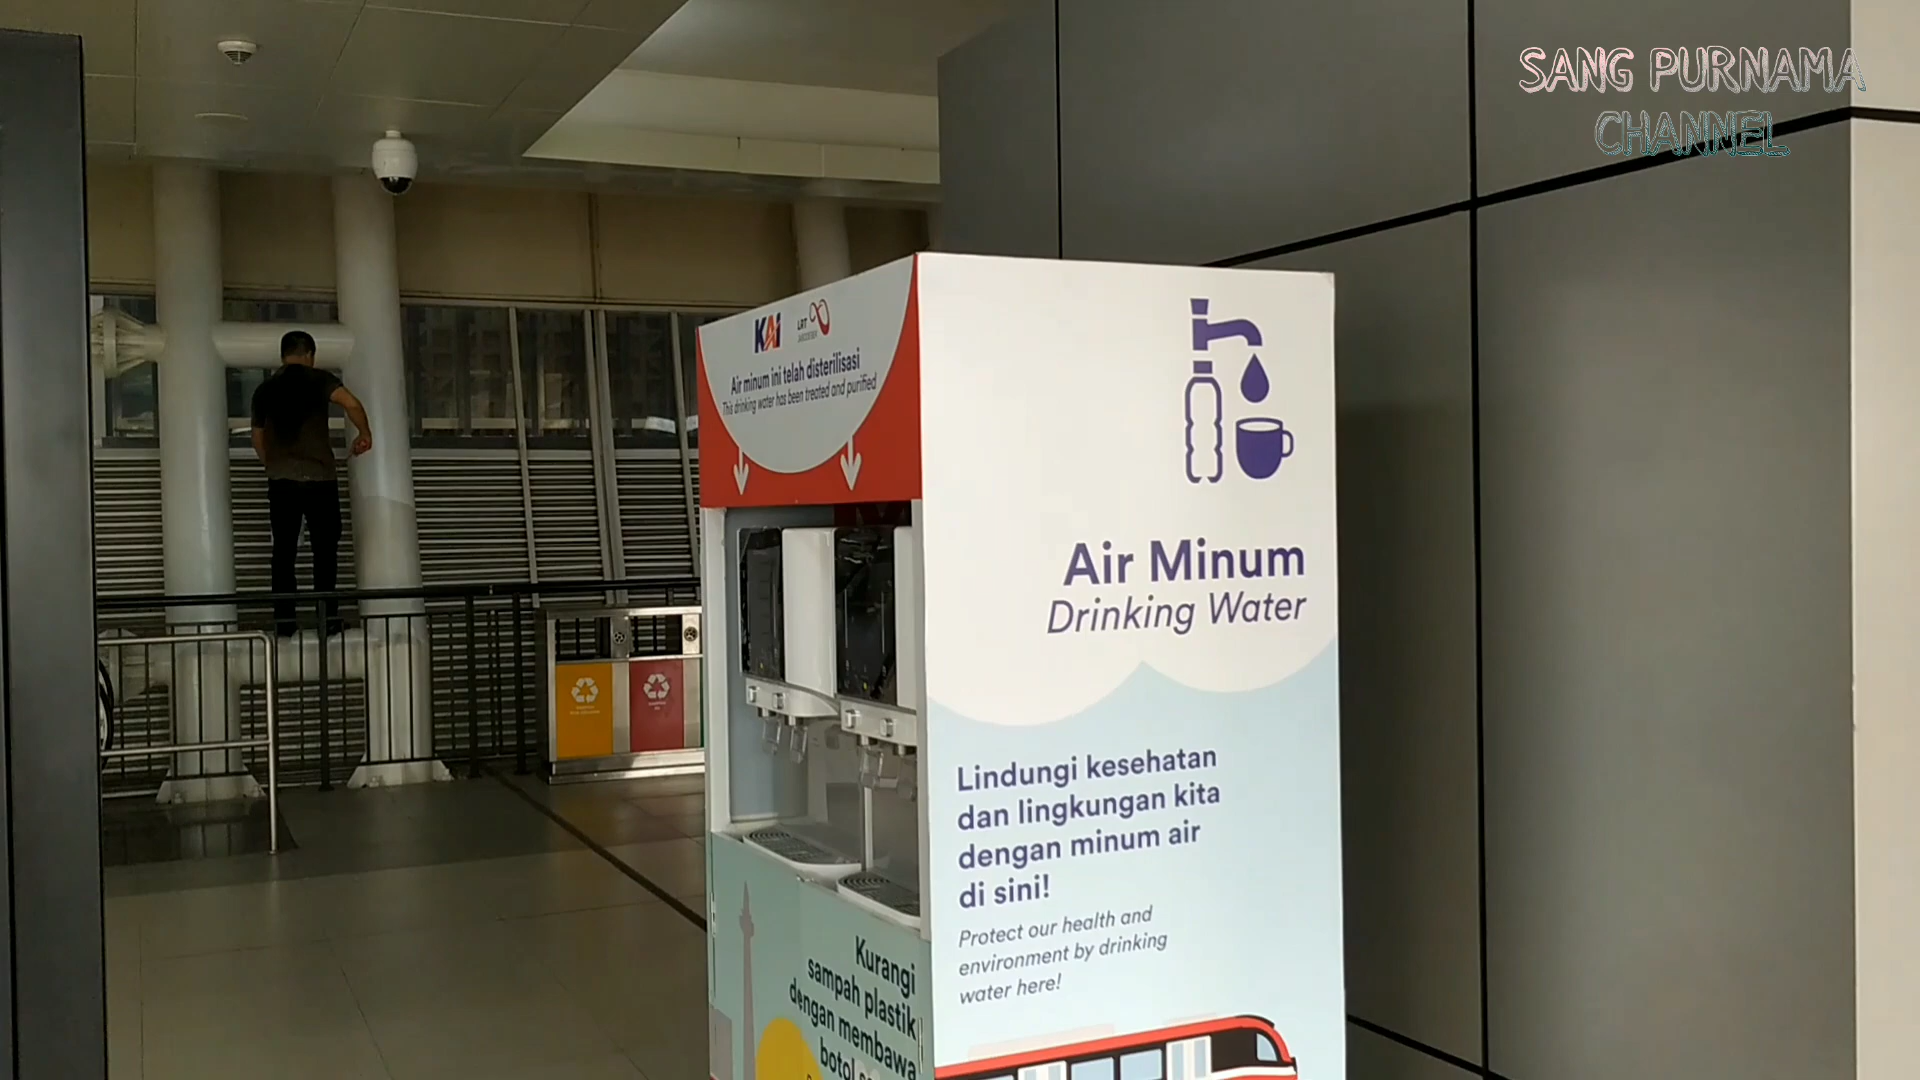 SANG PURNAMA
CHANNEL
KAI
LRT
Air minum ini telah disterilisasi
This drinking water has been treated and purified
Air Minum
Drinking Water
Lindungi kesehatan
dan lingkungan kita
dengan minum air
di sini!
Protect our health and
environment by drinking
water here!
Kurangi
sampah plastik
dengan membawa
botol